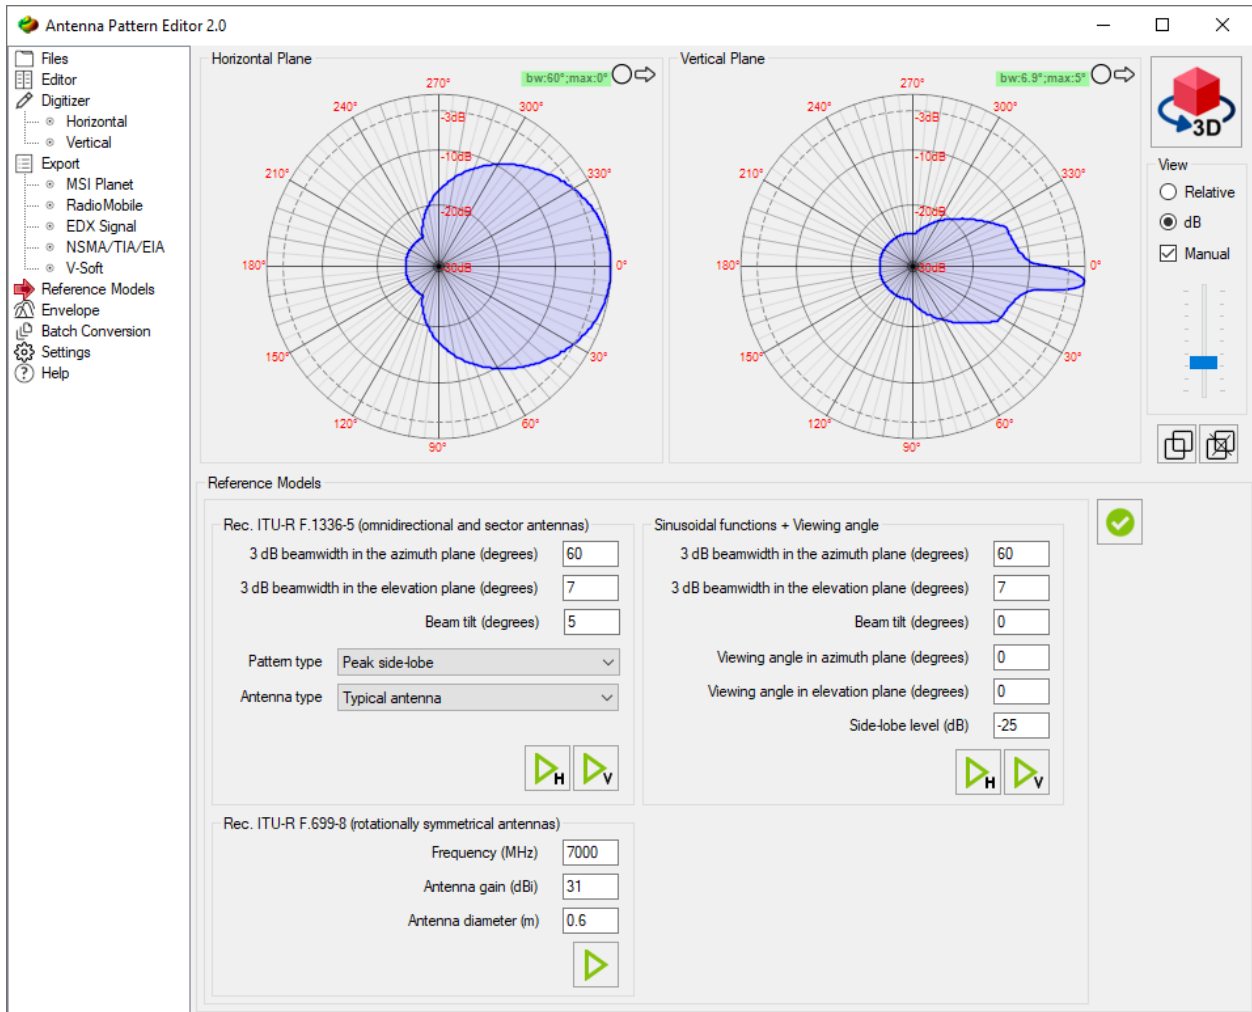 Antenna Pattern Editor 2.0
Files
Editor
Digitizer
Horizontal
Vertical
Export
MSI Planet
RadioMobile
EDX Signal
NSMA/TIA/EIA
V-Soft
Reference Models
Envelope
Batch Conversion
Settings
Help
Horizontal Plane
bw:60°;max:0°
270°
240°
300°
-3dB
-10dB
210°
330°
-20dB
180°
-30dB
0°
150°
30°
120°
60°
90°
Vertical Plane
bw:6.9°;max:5°
270°
240°
300°
-3dB
-10dB
210°
330°
-20dB
180°
-30dB
0°
150°
30°
120°
60°
90°
3D
View
Relative
dB
Manual
Reference Models
Rec. ITU-R F.1336-5 (omnidirectional and sector antennas)
3 dB beamwidth in the azimuth plane (degrees) 60
3 dB beamwidth in the elevation plane (degrees) 7
Beam tilt (degrees) 5
Pattern type Peak side-lobe
Antenna type Typical antenna
H V
Sinusoidal functions + Viewing angle
3 dB beamwidth in the azimuth plane (degrees) 60
3 dB beamwidth in the elevation plane (degrees) 7
Beam tilt (degrees) 0
Viewing angle in azimuth plane (degrees) 0
Viewing angle in elevation plane (degrees) 0
Side-lobe level (dB) -25
H V
Rec. ITU-R F.699-8 (rotationally symmetrical antennas)
Frequency (MHz) 7000
Antenna gain (dBi) 31
Antenna diameter (m) 0.6